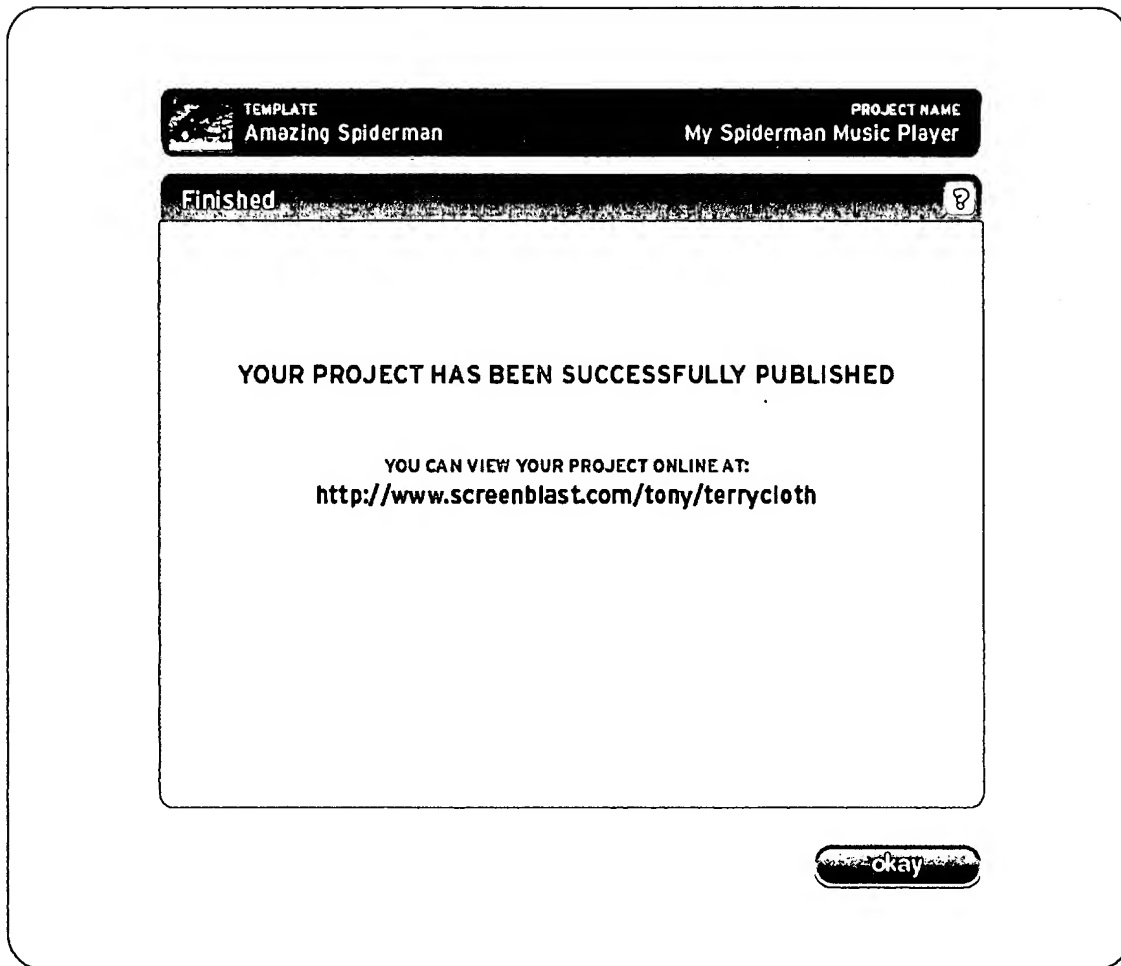 TEMPLATE
Amazing Spiderman
PROJECT NAME
My Spiderman Music Player
Finished
?
YOUR PROJECT HAS BEEN SUCCESSFULLY PUBLISHED
YOU CAN VIEW YOUR PROJECT ONLINE AT:
http://www.screenblast.com/tony/terrycloth
okay